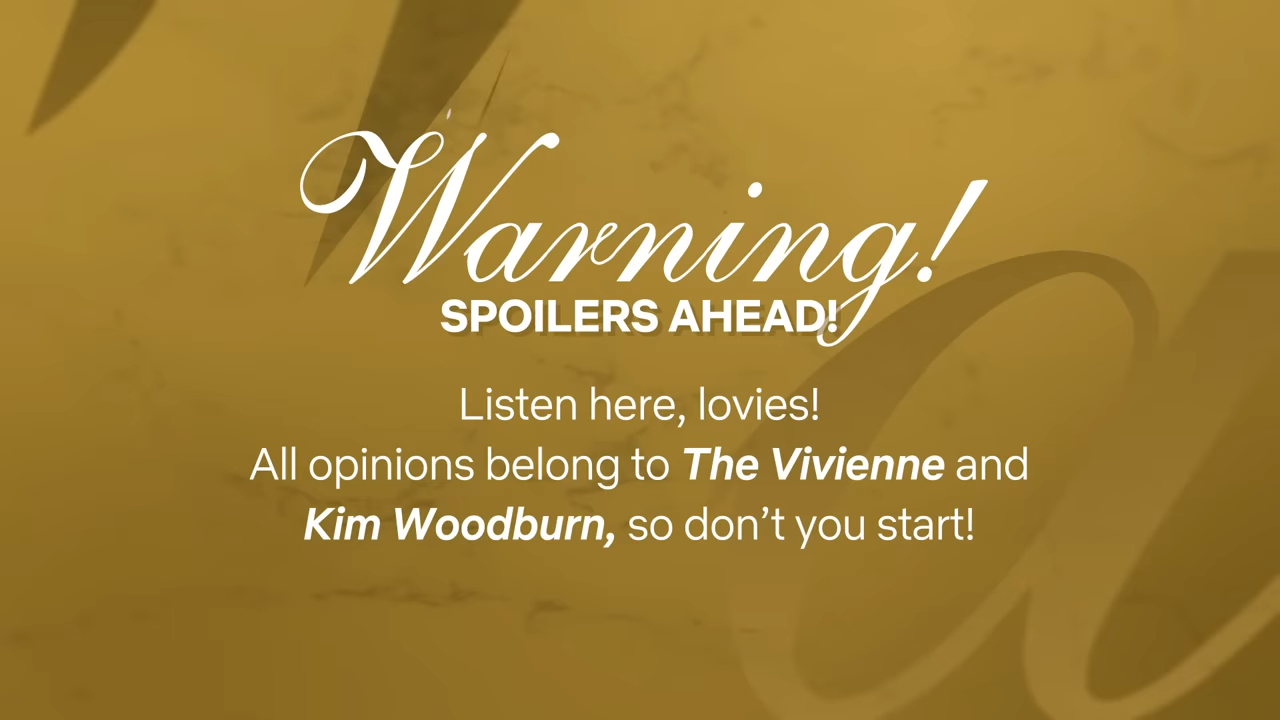 Warning!
SPOILERS AHEAD!
Listen here, lovies!
All opinions belong to The Vivienne and
Kim Woodburn, so don’t you start!